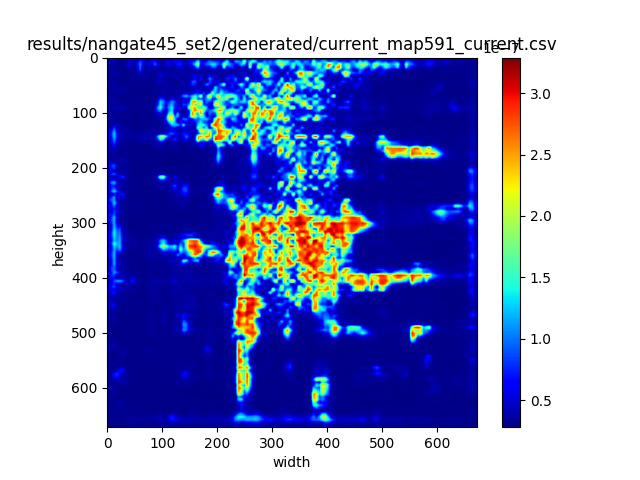 results/nangate45_set2/generated/current_map591_current.csv
1e−7
0
100
200
300
400
500
600
height
0 100 200 300 400 500 600
width
3.0
2.5
2.0
1.5
1.0
0.5